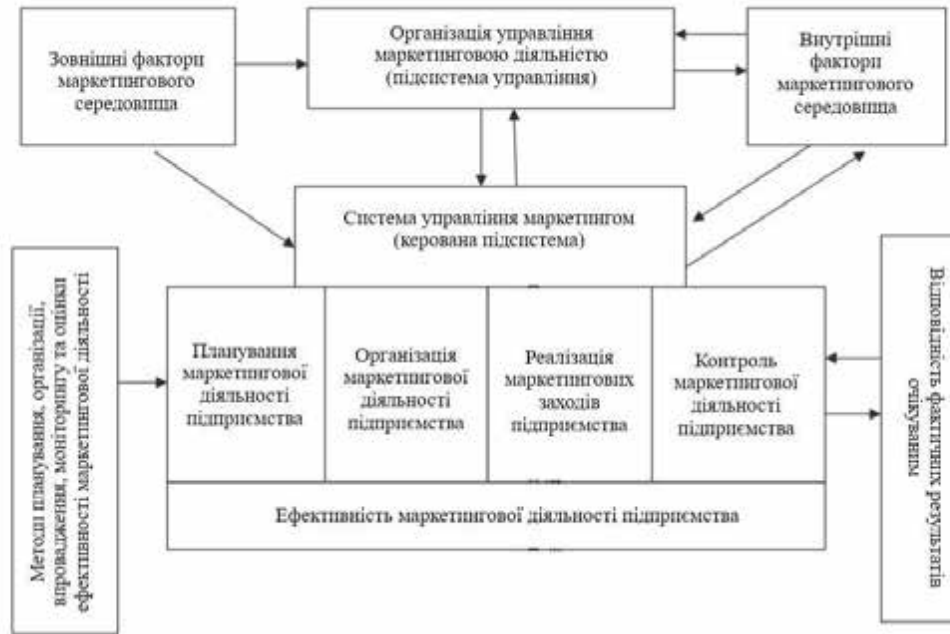 Зовнішні фактори
маркетингового
середовища
Організація управління
маркетинговою діяльністю
(підсистема управління)
Внутрішні
фактори
маркетингового
середовища
Система управління маркетингом
(керована підсистема)
Методи планування, організації,
впровадження, моніторингу та оцінки
ефективності маркетингової діяльності
Планування
маркетингової
діяльності
підприємства
Організація
маркетингової
діяльності
підприємства
Реалізація
маркетингових
заходів
підприємства
Контроль
маркетингової
діяльності
підприємства
Відповідність фактичних результатів
очікуваним
Ефективність маркетингової діяльності підприємства